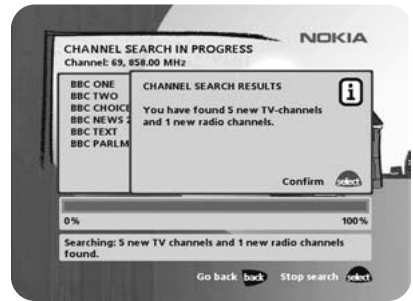 NOKIA
CHANNEL SEARCH IN PROGRESS
Channel: 69, 858.00 MHz
BBC ONE
BBC TWO
BBC CHOICE
BBC NEWS 2
BBC TEXT
BBC PARLM
CHANNEL SEARCH RESULTS
i
You have found 5 new TV-channels
and 1 new radio channels.
Confirm select
0% 100%
Searching: 5 new TV channels and 1 new radio channels
found.
Go back back Stop search select